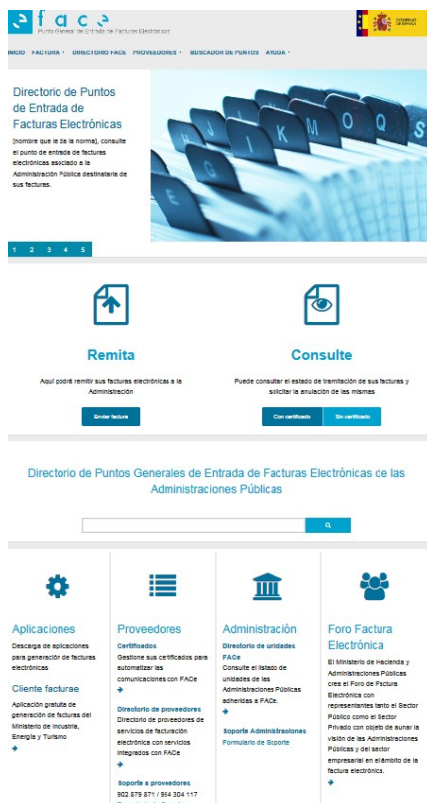 face
Punto General de Entrada de Facturas Electrónicas
GOBIERNO
DE ESPAÑA
INICIO FACTURA DIRECTORIO FACE PROVEEDORES BUSCADOR DE PUNTOS AYUDA
Directorio de Puntos
de Entrada de
Facturas Electrónicas
[nombre que le da la norma], consulte
el punto de entrada de facturas
electrónicas asociado a la
Administración Pública destinataria de
sus facturas.
E G H J I K M O Q S
1 2 3 4 5
Remita
Aquí podrá remitir sus facturas electrónicas a la
Administración
Enviar factura
Consulte
Puede consultar el estado de tramitación de sus facturas y
solicitar la anulación de las mismas
Con certificado Sin certificado
Directorio de Puntos Generales de Entrada de Facturas Electrónicas de las
Administraciones Públicas
Aplicaciones
Descarga de aplicaciones
para generación de facturas
electrónicas
Cliente facturae
Aplicación gratuita de
generación de facturas del
Ministerio de Industria,
Energía y Turismo
Proveedores
Certificados
Gestione sus certificados para
automatizar las
comunicaciones con FACe
Directorio de proveedores
Directorio de proveedores de
servicios de facturación
electrónica con servicios
integrados con FACe
Soporte a proveedores
902 879 871 / 954 304 117
Administración
Directorio de unidades
FACe
Consulte el listado de
unidades de las
Administraciones Públicas
adheridas a FACe.
Soporte Administrasiones
Formulario de Soporte
Foro Factura
Electrónica
El Ministerio de Hacienda y
Administraciones Públicas
crea el Foro de Factura
Electrónica con
representantes tanto el Sector
Público como el Sector
Privado con objeto de aunar la
visión de las Administraciones
Públicas y del sector
empresarial en el ámbito de la
factura electrónica.